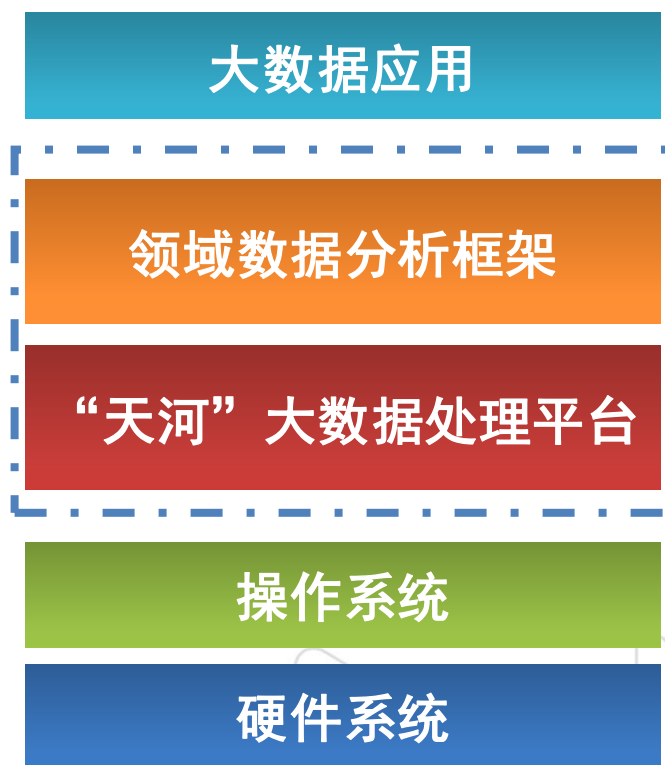 大数据应用
领域数据分析框架
“天河”大数据处理平台
操作系统
硬件系统